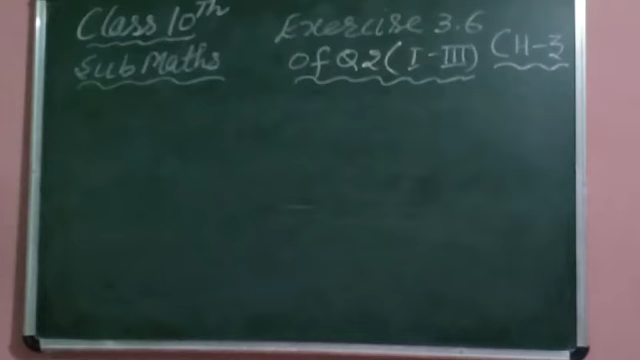 Class 10Th Exercise 3.6
Sub Maths Of Q2(I-III) CH-3